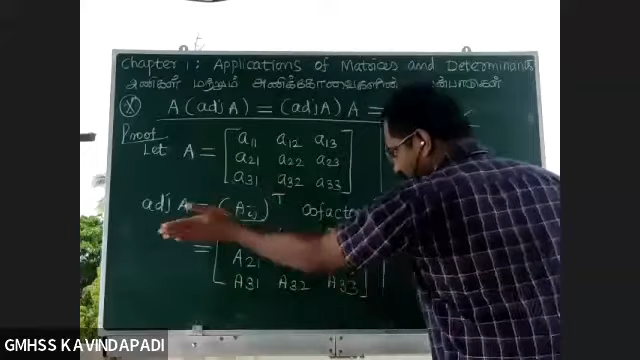 Chapter 1: Applications of Matrices and Determinants
அணிகள் மற்றும் அணிக்கோவைகளின் பயன்பாடுகள்
A (adj A) = (adj A) A =
Proof
Let A = [ a11 a12 a13
a21 a22 a23
a31 a32 a33 ]
adj A = (Aij)^T
= [
A21
A31 A32 A33 ]
GMHSS KAVINDAPADI